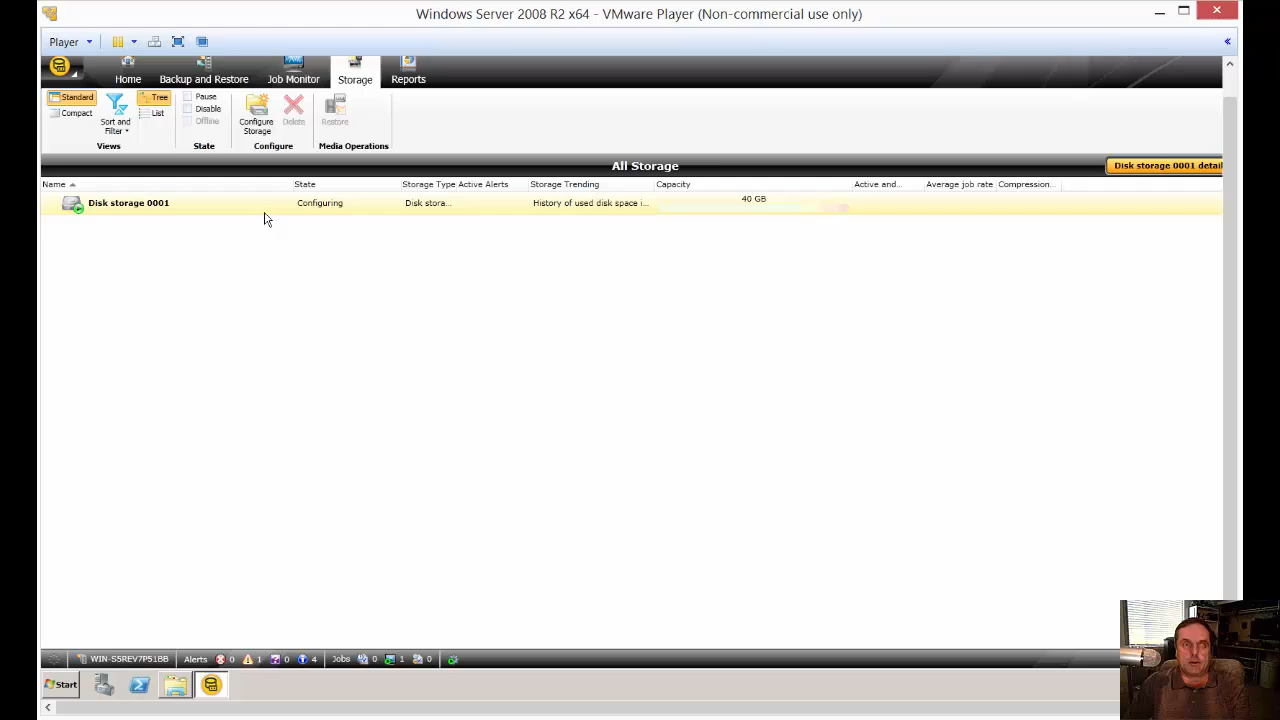 Windows Server 2008 R2 x64 - VMware Player (Non-commercial use only)
Player
Home Backup and Restore Job Monitor Storage Reports
Standard Compact Sort and Filter Tree List Views
Pause Disable Offline State
Configure Storage Delete Configure
Restore Media Operations
All Storage Disk storage 0001 detail
Name State Storage Type Active Alerts Storage Trending Capacity Active and... Average job rate Compression...
Disk storage 0001 Configuring Disk stora... History of used disk space i... 40 GB
WIN-S5REV7P51BB Alerts 0 1 0 4 Jobs 0 1 0
Start